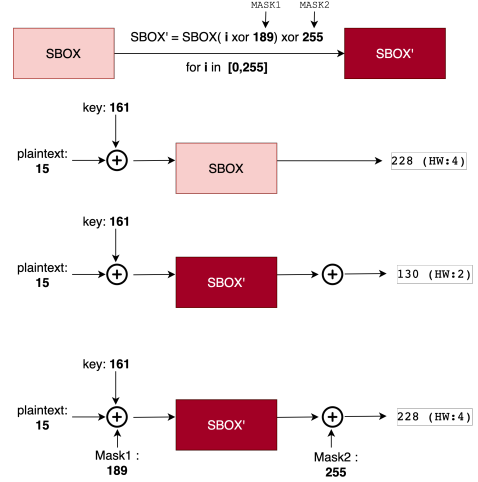 MASK1 MASK2
SBOX SBOX' = SBOX( i xor 189) xor 255 SBOX'
for i in [0,255]
key: 161
plaintext:
15
SBOX
228 (HW:4)
key: 161
plaintext:
15
SBOX'
130 (HW:2)
key: 161
plaintext:
15
SBOX'
228 (HW:4)
Mask1 :
189
Mask2 :
255